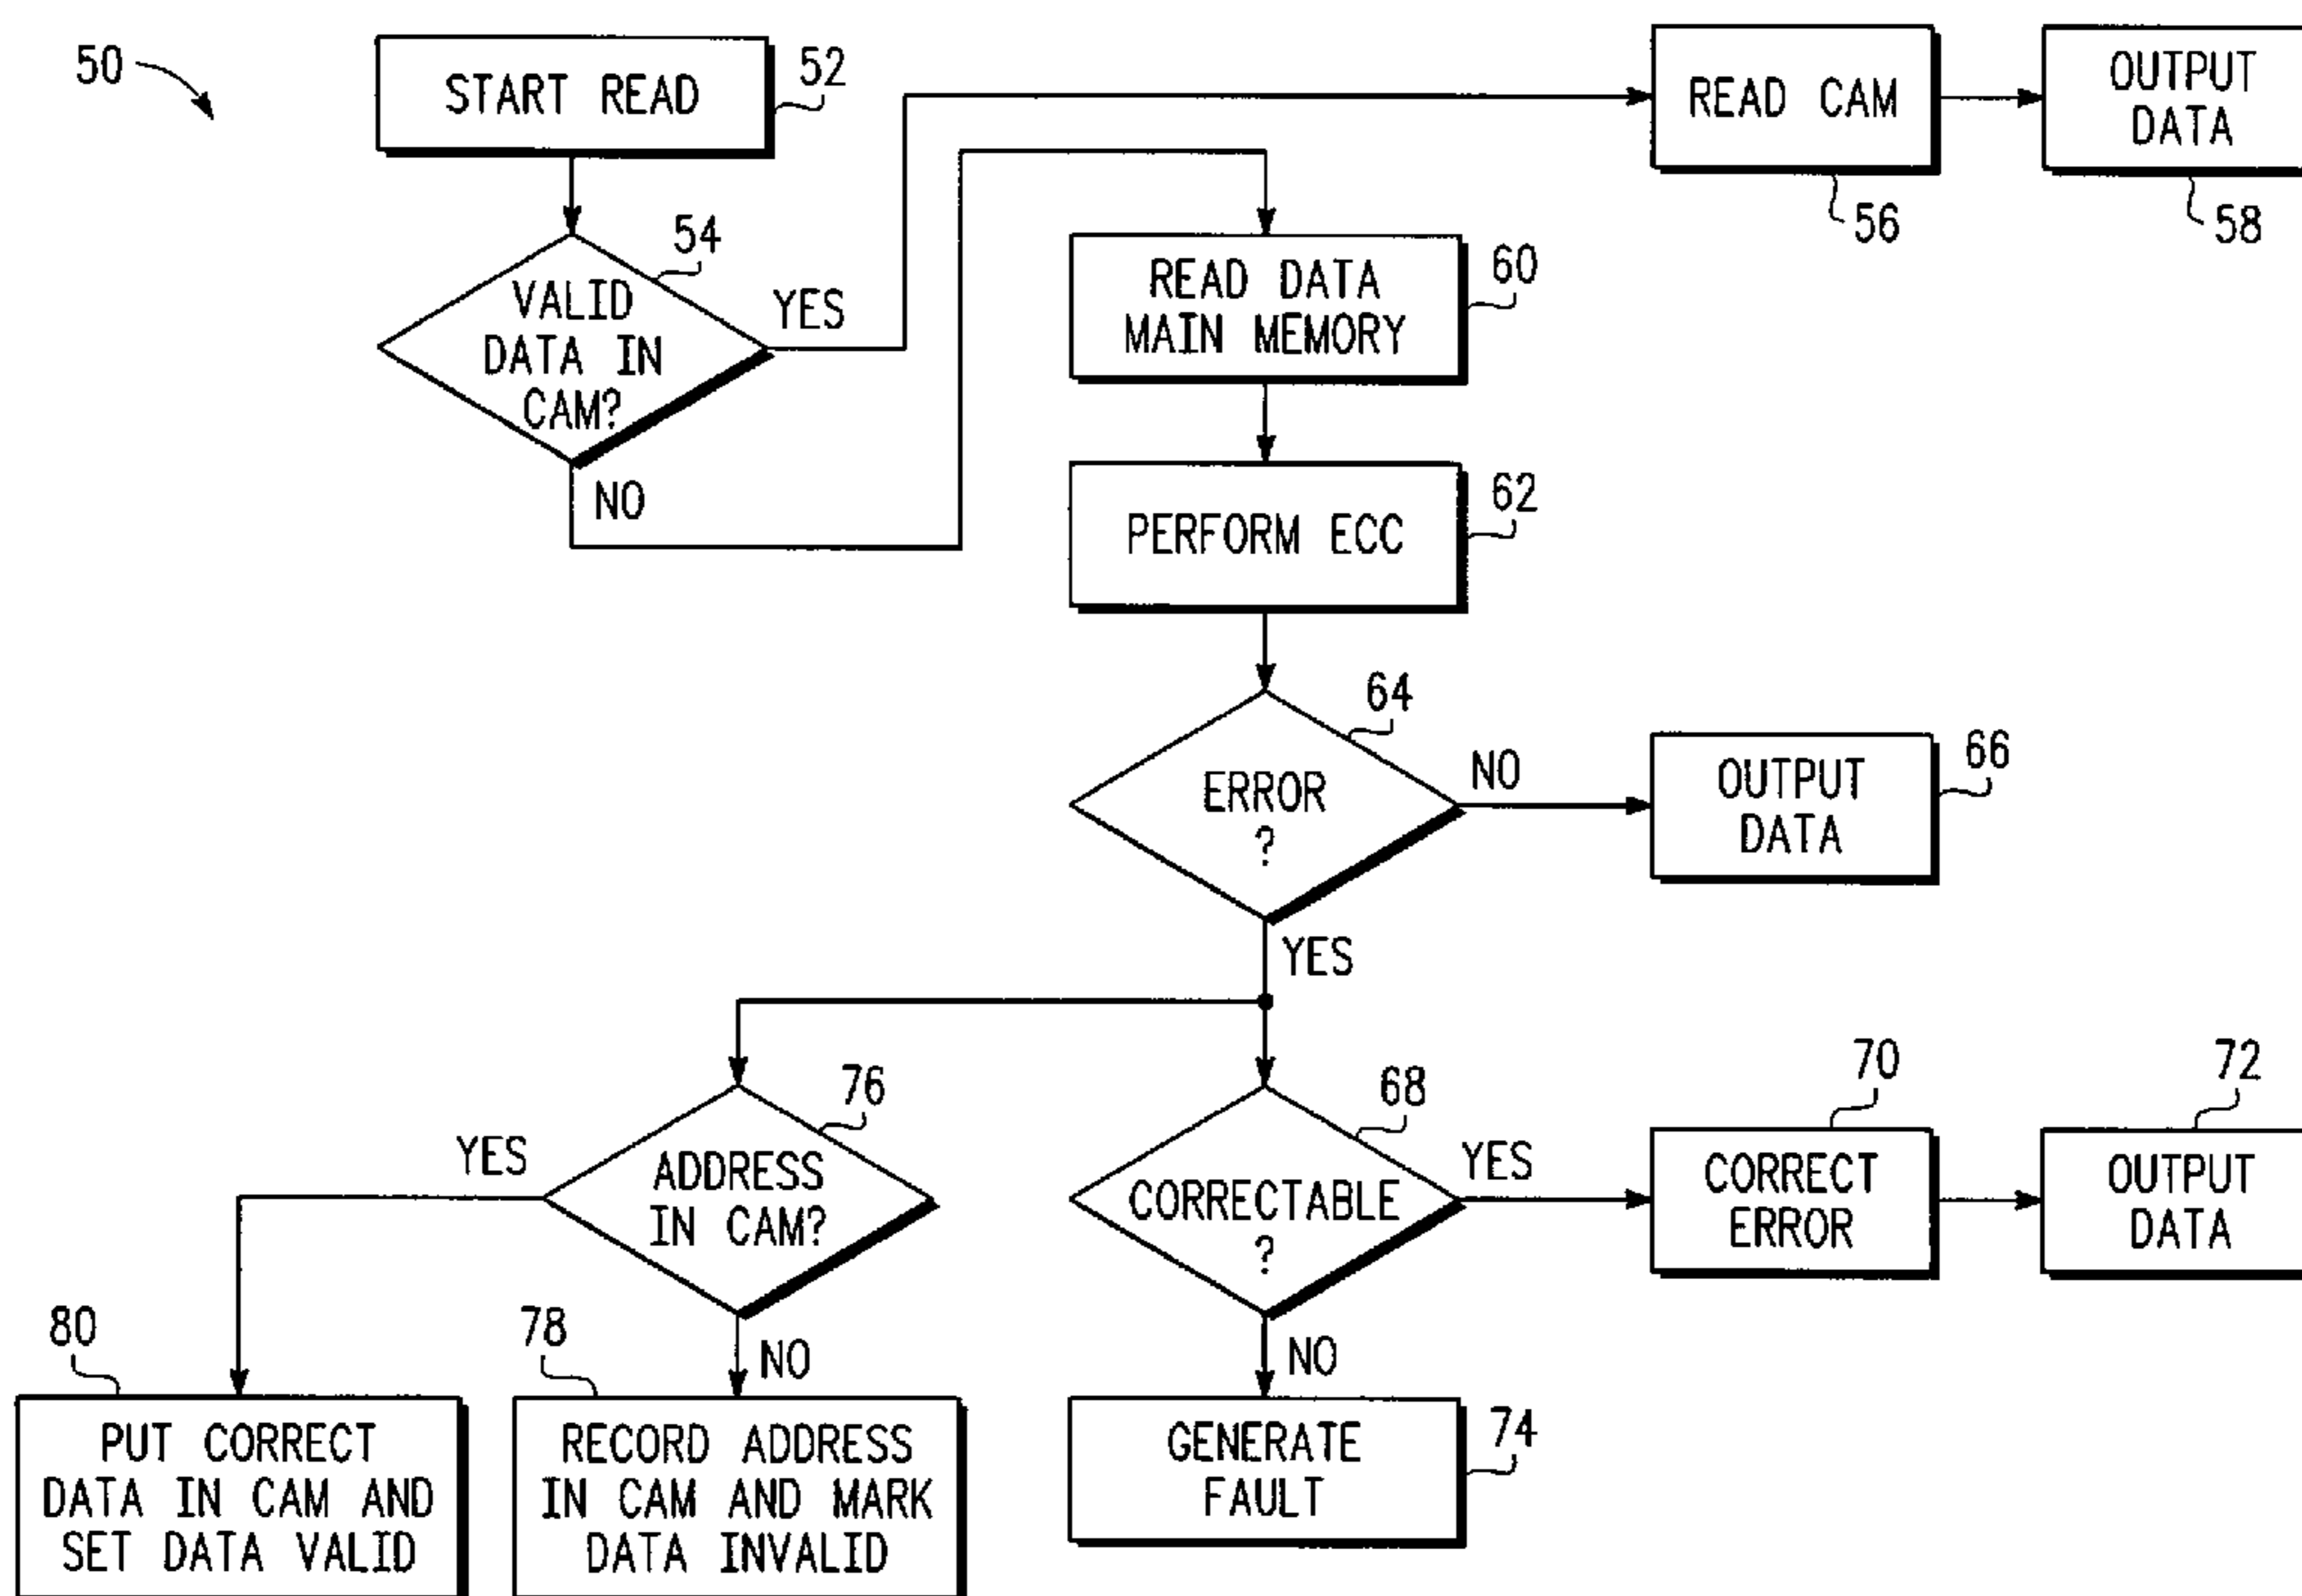 50
START READ
52
READ CAM
56
OUTPUT
DATA
58
54
VALID
DATA IN
CAM?
YES
NO
READ DATA
MAIN MEMORY
60
PERFORM ECC
62
64
ERROR
?
NO
OUTPUT
DATA
66
YES
76
ADDRESS
IN CAM?
YES
NO
68
CORRECTABLE
?
YES
NO
70
CORRECT
ERROR
72
OUTPUT
DATA
80
PUT CORRECT
DATA IN CAM AND
SET DATA VALID
78
RECORD ADDRESS
IN CAM AND MARK
DATA INVALID
GENERATE
FAULT
74